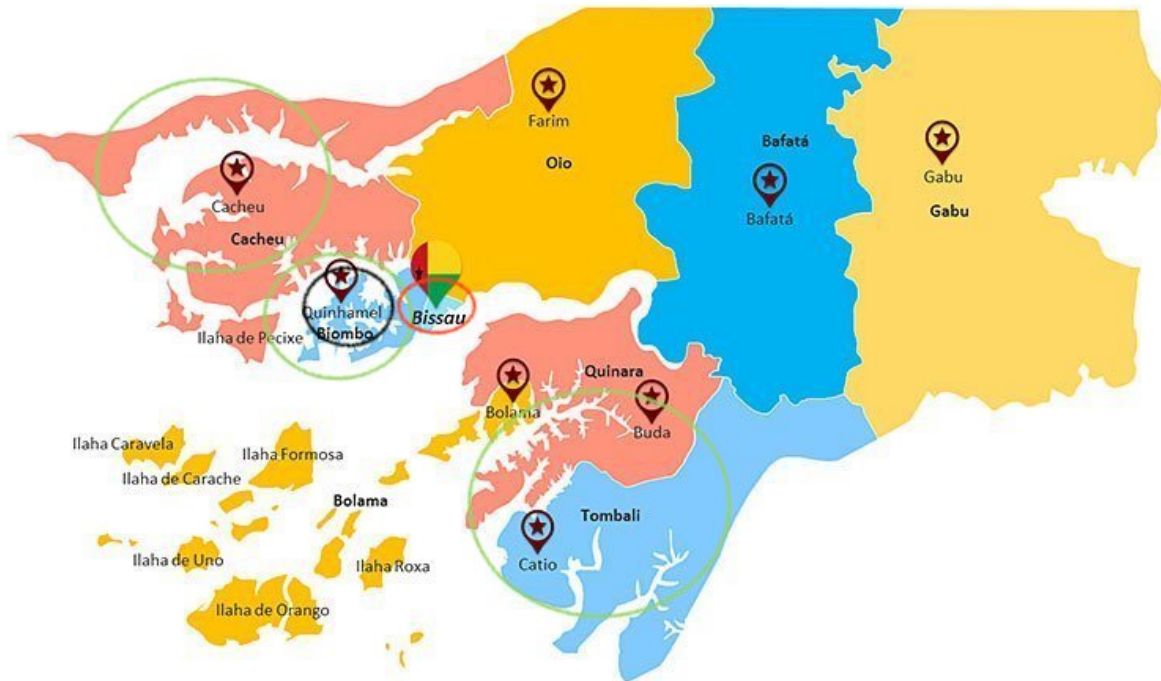 Farim
Oio
Bafatá
Bafatá
Gabu
Gabu
Cacheu
Cacheu
Quinhamel
Biombo
Bissau
Ilaha de Pecixe
Quinara
Bolama
Buda
Ilaha Caravela
Ilaha Formosa
Ilaha de Carache
Bolama
Tombali
Ilaha de Uno
Ilaha Roxa
Catio
Ilaha de Orango